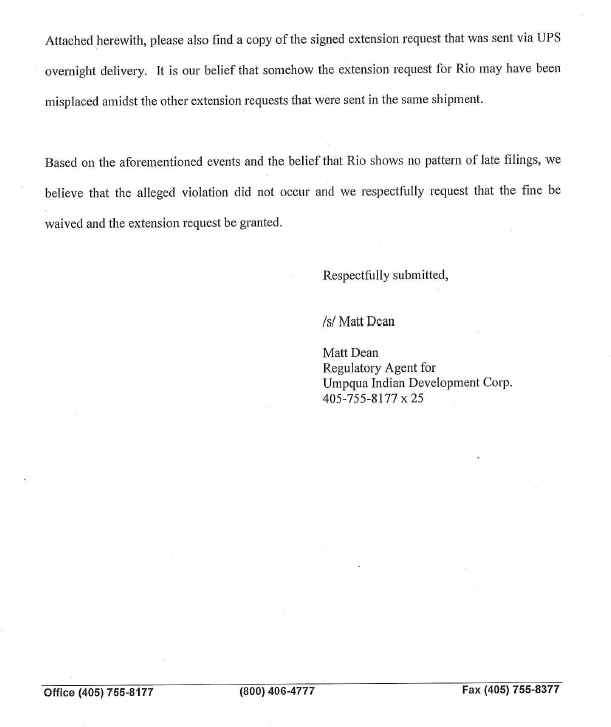 Attached herewith, please also find a copy of the signed extension request that was sent via UPS
overnight delivery. It is our belief that somehow the extension request for Rio may have been
misplaced amidst the other extension requests that were sent in the same shipment.
Based on the aforementioned events and the belief that Rio shows no pattern of late filings, we
believe that the alleged violation did not occur and we respectfully request that the fine be
waived and the extension request be granted.
Respectfully submitted,
/s/ Matt Dean
Matt Dean
Regulatory Agent for
Umpqua Indian Development Corp.
405-755-8177 x 25
Office (405) 755-8177 (800) 406-4777 Fax (405) 755-8377